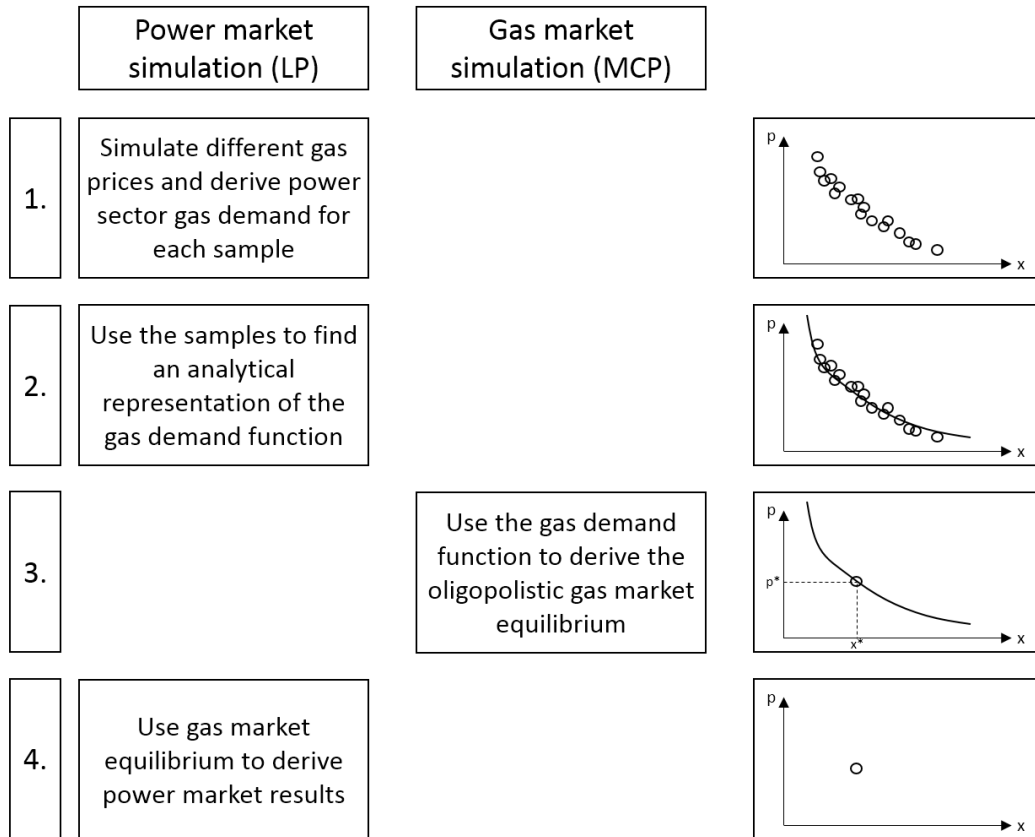 Power market
simulation (LP)
Gas market
simulation (MCP)
1.
Simulate different gas
prices and derive power
sector gas demand for
each sample
p
x
2.
Use the samples to find
an analytical
representation of the
gas demand function
p
x
3.
Use the gas demand
function to derive the
oligopolistic gas market
equilibrium
p
p*
x*
x
4.
Use gas market
equilibrium to derive
power market results
p
x